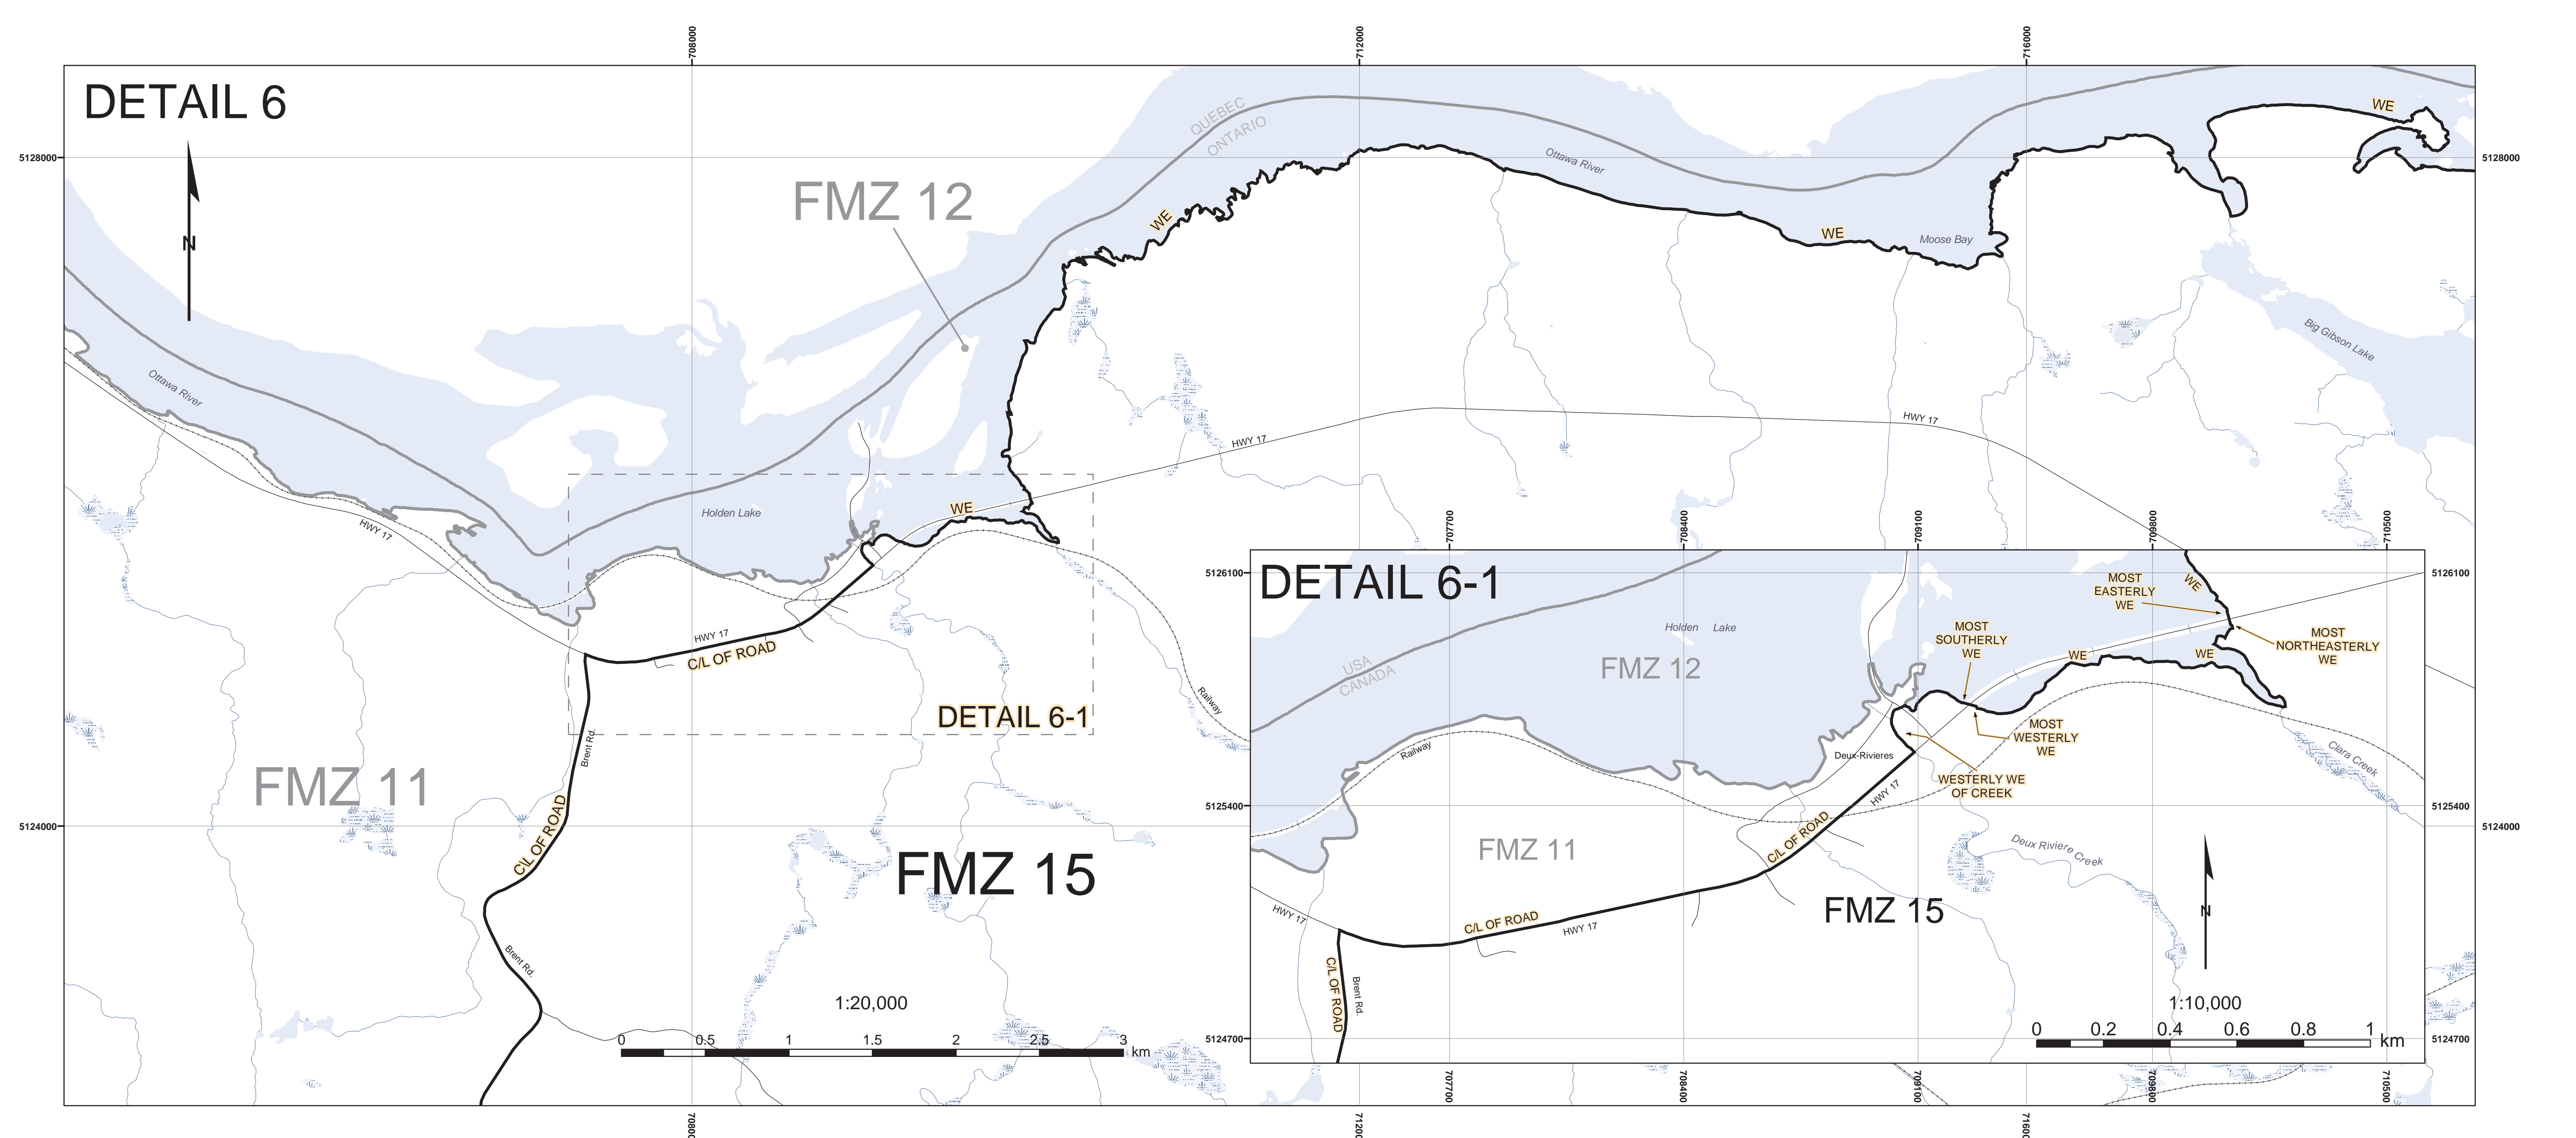 708000
712000
716000
DETAIL 6
QUEBEC
ONTARIO
WE
5128000
5128000
Ottawa River
FMZ 12
WE
WE
Moose Bay
N
Big Gibson Lake
Ottawa River
HWY 17
HWY 17
Holden Lake
WE
HWY 17
HWY 17
C/L OF ROAD
Railway
DETAIL 6-1
Brent Rd.
FMZ 11
C/L OF ROAD
5124000
5124000
FMZ 15
Brent Rd.
1:20,000
0 0.5 1 1.5 2 2.5 3 km
707700
708400
709100
709800
710500
5126100
5126100
DETAIL 6-1
MOST
EASTERLY
WE
WE
Holden Lake
MOST
SOUTHERLY
WE
MOST
NORTHEASTERLY
WE
USA
CANADA
FMZ 12
WE
WE
MOST
WESTERLY
WE
Railway
Deux-Rivieres
WESTERLY WE
OF CREEK
Clara Creek
HWY 17
5125400
5125400
C/L OF ROAD
FMZ 11
Deux Riviere Creek
HWY 17
C/L OF ROAD
HWY 17
FMZ 15
N
C/L OF ROAD
Brent Rd.
1:10,000
0 0.2 0.4 0.6 0.8 1 km
5124700
5124700
707700
708400
709100
709800
710500